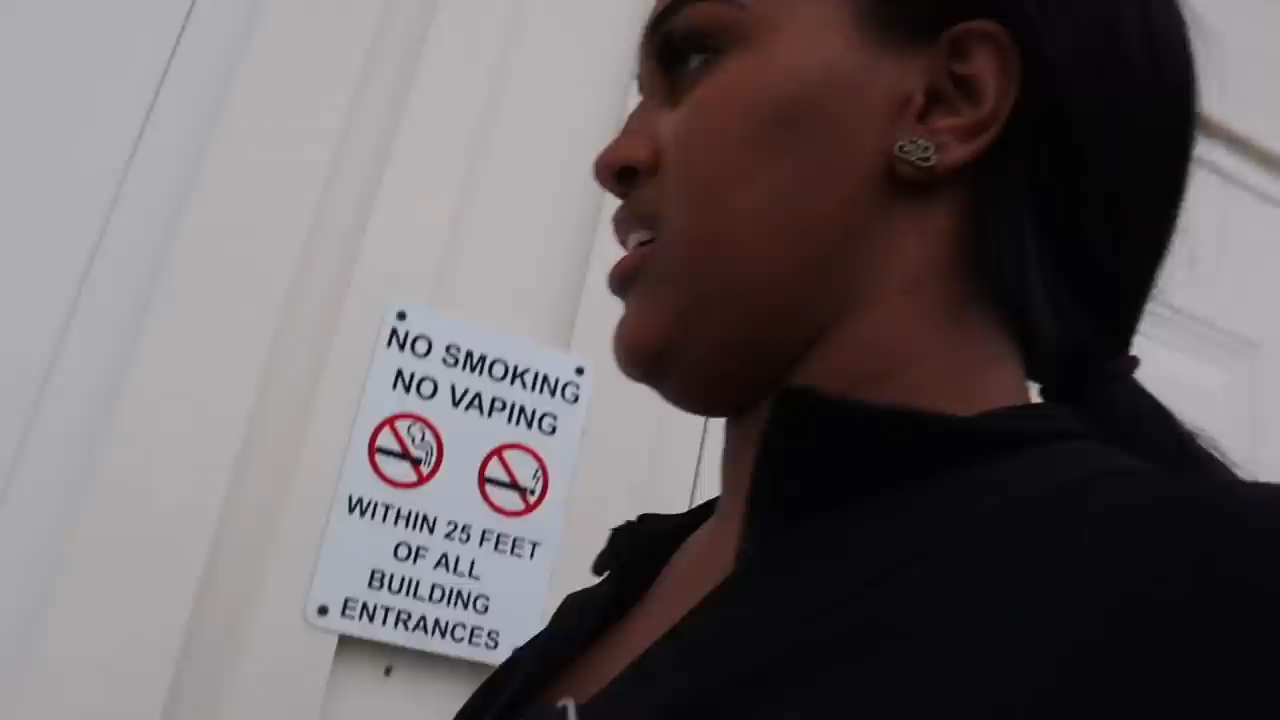 NO SMOKING
NO VAPING
WITHIN 25 FEET
OF ALL
BUILDING
ENTRANCES